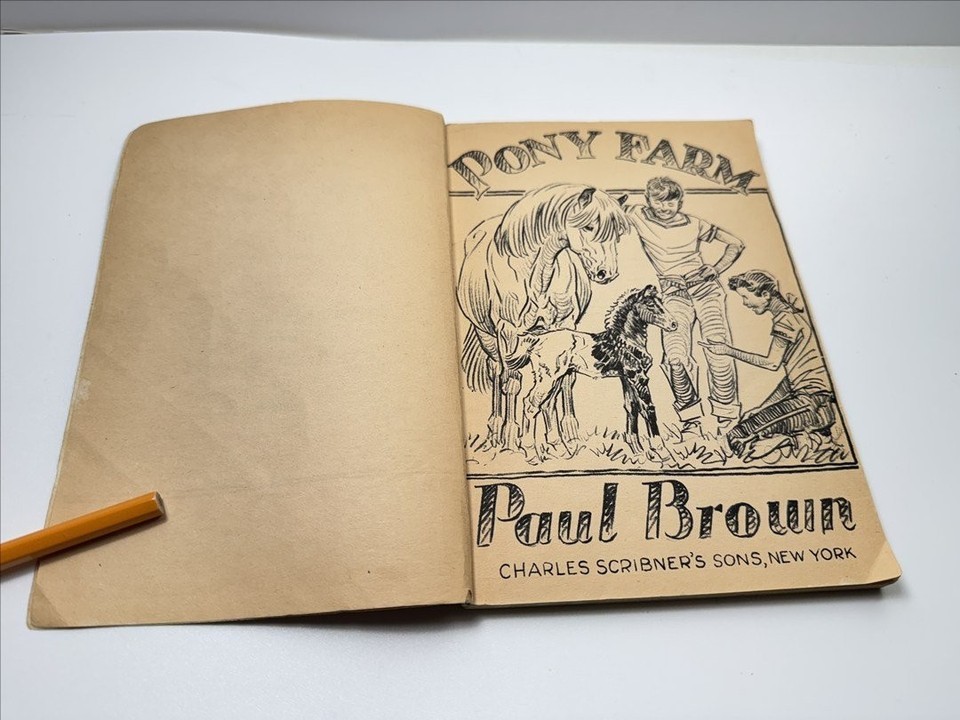 PONY FARM
Paul Brown
CHARLES SCRIBNER'S SONS, NEW YORK